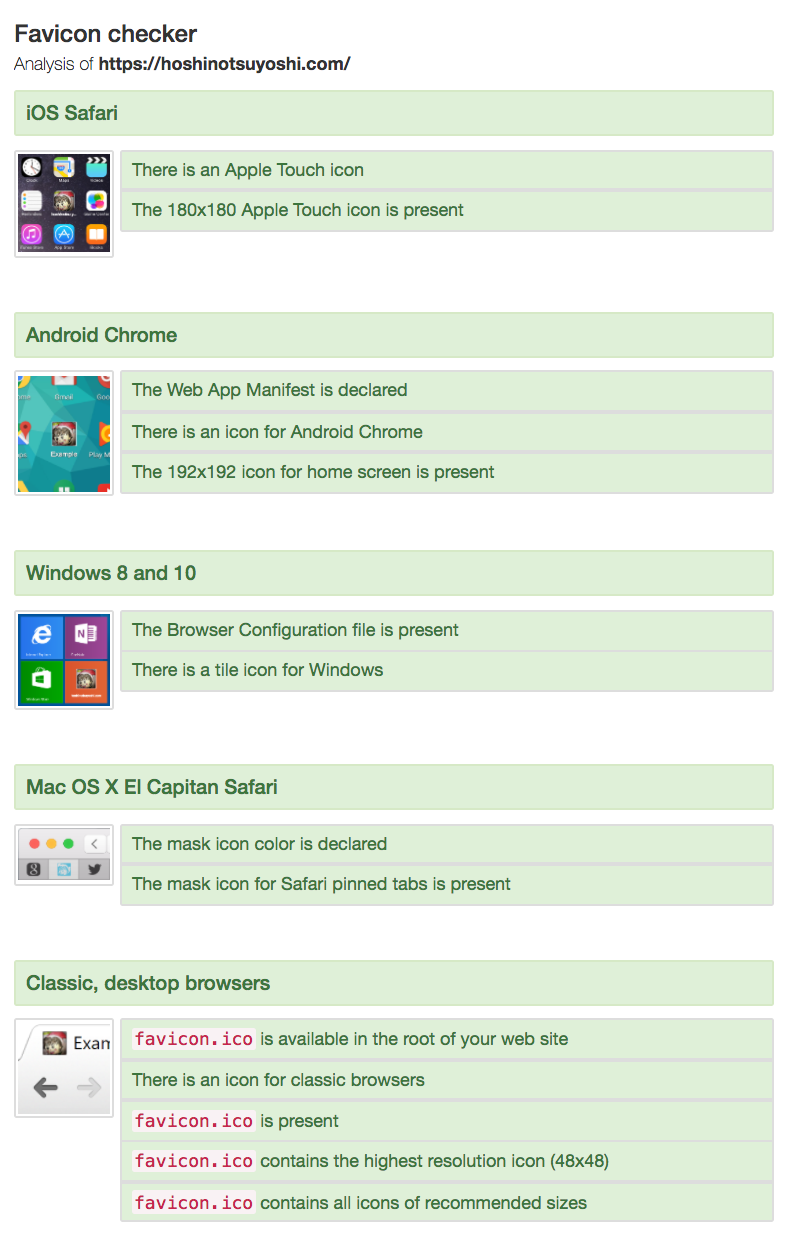 Favicon checker
Analysis of https://hoshinotsuyoshi.com/
iOS Safari
There is an Apple Touch icon
The 180x180 Apple Touch icon is present
Android Chrome
Gmail
Example
Play M
The Web App Manifest is declared
There is an icon for Android Chrome
The 192x192 icon for home screen is present
Windows 8 and 10
The Browser Configuration file is present
There is a tile icon for Windows
Mac OS X El Capitan Safari
The mask icon color is declared
The mask icon for Safari pinned tabs is present
Classic, desktop browsers
Exam
favicon.ico is available in the root of your web site
There is an icon for classic browsers
favicon.ico is present
favicon.ico contains the highest resolution icon (48x48)
favicon.ico contains all icons of recommended sizes